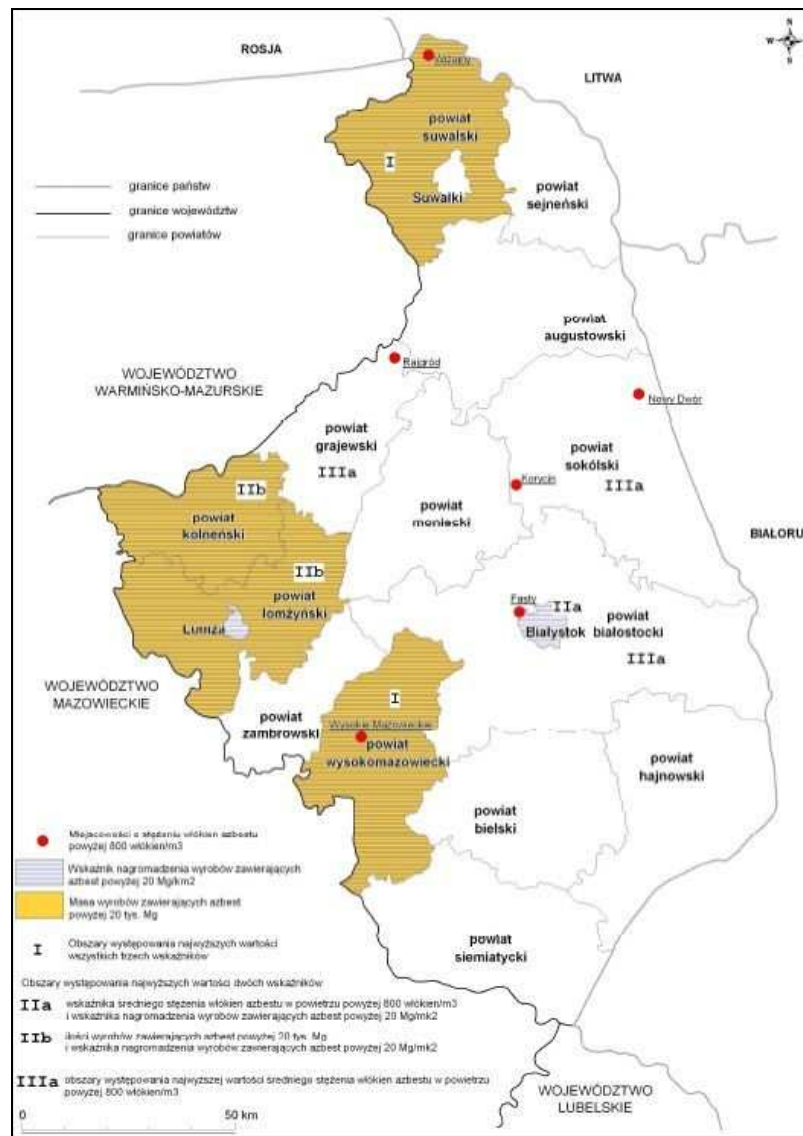 N
W
S
ROSJA
LITWA
Wiżajny
powiat
suwalski
I
Suwałki
powiat
sejneński
granice państw
granice województw
granice powiatów
powiat
augustowski
Rajgród
WOJEWÓDZTWO
WARMIŃSKO-MAZURSKIE
Nowy Dwór
powiat
grajewski
IIIa
powiat
sokólski
IIIa
IIb
Korycin
powiat
kolneński
powiat
moniecki
BIAŁORU
IIb
powiat
łomżyński
Łomża
Fasty
IIa
Białystok
powiat
białostocki
IIIa
WOJEWÓDZTWO
MAZOWIECKIE
I
powiat
zambrowski
Wysokie Mazowieckie
powiat
wysokomazowiecki
powiat
hajnowski
powiat
bielski
Miejscowości o stężeniu włókien azbestu
powyżej 800 włókien/m3
Wskaźnik nagromadzenia wyrobów zawierających
azbest powyżej 20 Mg/km2
Masa wyrobów zawierających azbest
powyżej 20 tys. Mg
I
Obszary występowania najwyższych wartości
wszystkich trzech wskaźników
powiat
siemiatycki
Obszary występowania najwyższych wartości dwóch wskaźników
IIa wskaźnika średniego stężenia włókien azbestu w powietrzu powyżej 800 włókien/m3
i wskaźnika nagromadzenia wyrobów zawierających azbest powyżej 20 Mg/mk2
IIb ilości wyrobów zawierających azbest powyżej 20 tys. Mg
i wskaźnika nagromadzenia wyrobów zawierających azbest powyżej 20 Mg/mk2
IIIa obszary występowania najwyższej wartości średniego stężenia włókien azbestu w powietrzu
powyżej 800 włókien/m3
0 50 km
WOJEWÓDZTWO
LUBELSKIE